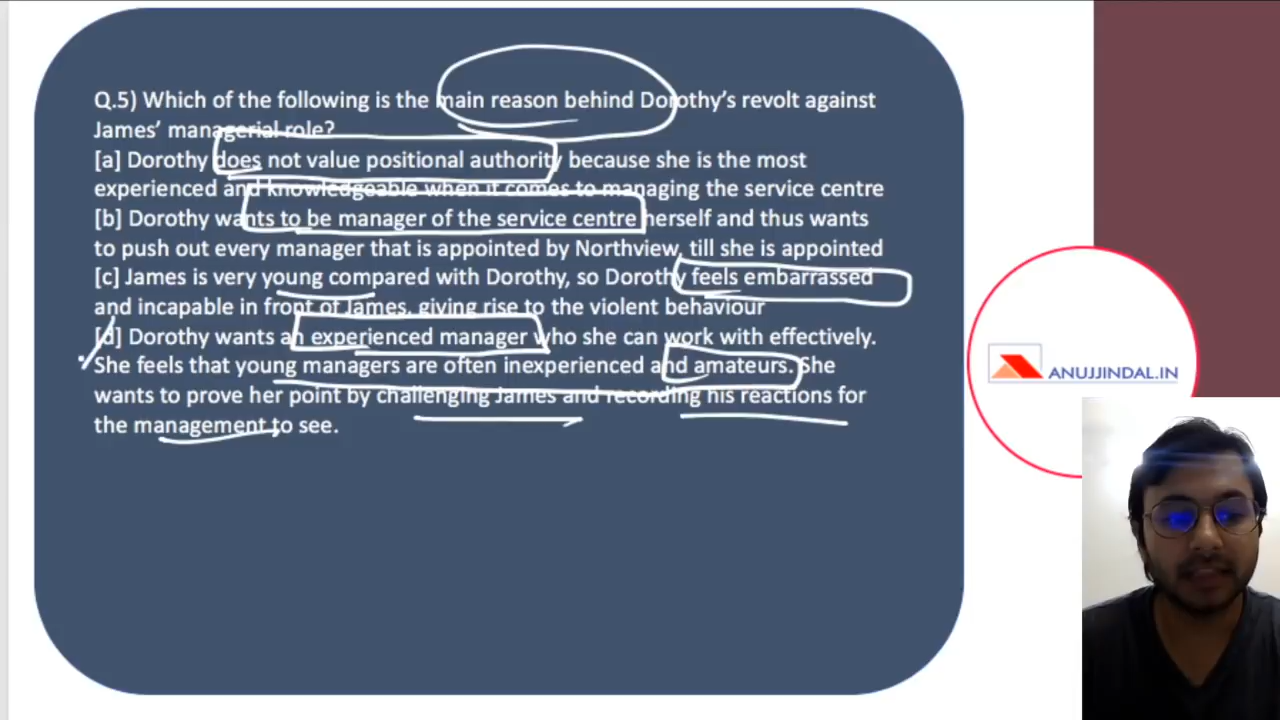 Q.5) Which of the following is the main reason behind Dorothy's revolt against
James' managerial role?
[a] Dorothy does not value positional authority because she is the most
experienced and knowledgeable when it comes to managing the service centre
[b] Dorothy wants to be manager of the service centre herself and thus wants
to push out every manager that is appointed by Northview, till she is appointed
[c] James is very young compared with Dorothy, so Dorothy feels embarrassed
and incapable in front of James, giving rise to the violent behaviour
[d] Dorothy wants an experienced manager who she can work with effectively.
She feels that young managers are often inexperienced and amateurs. She
wants to prove her point by challenging James and recording his reactions for
the management to see.
ANUJJINDAL.IN